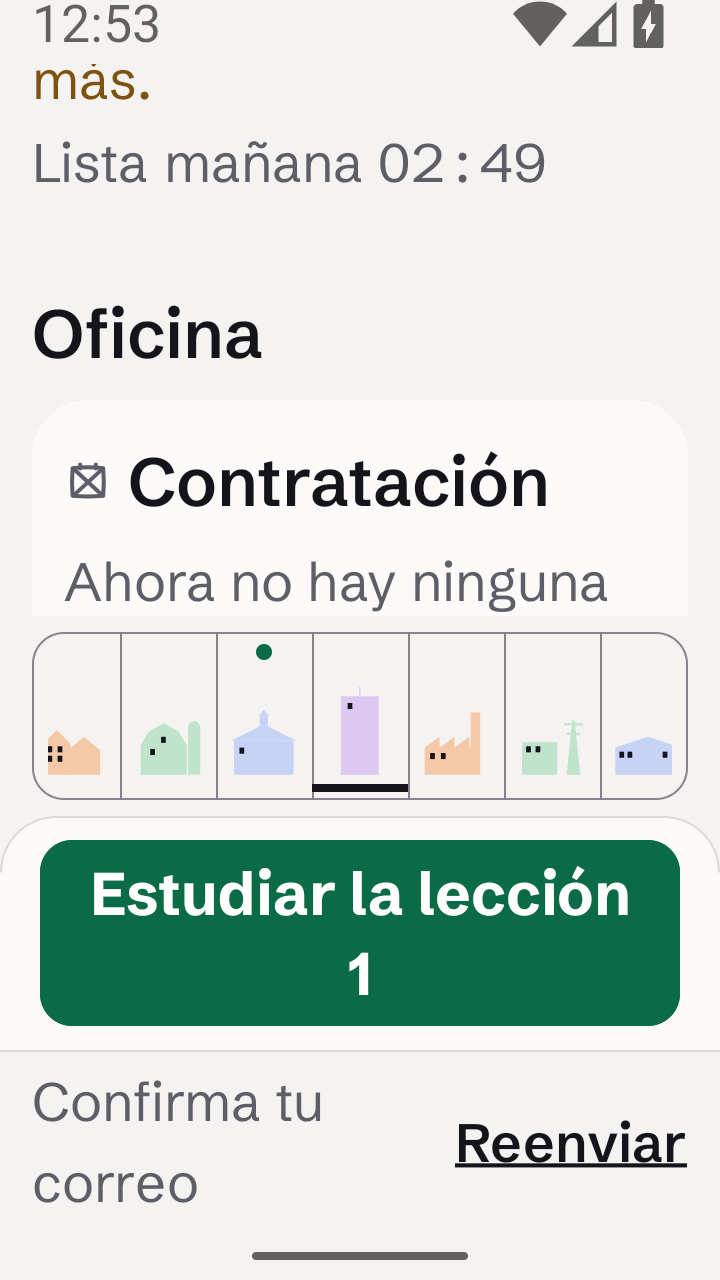 12:53
más.
Lista mañana 02:49
Oficina
Contratación
Ahora no hay ninguna
Estudiar la lección
1
Confirma tu
correo
Reenviar